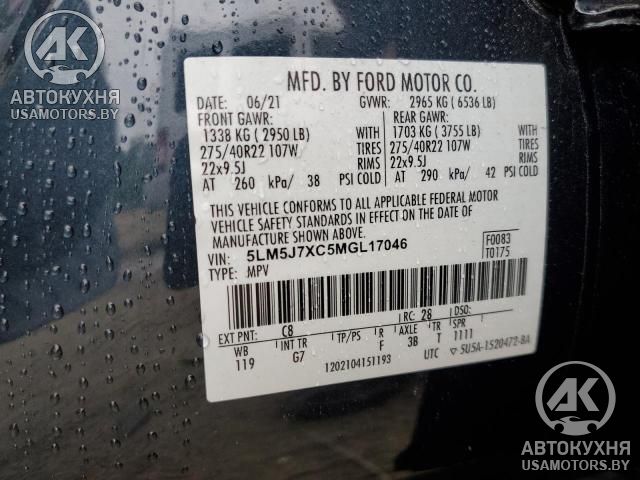 AK
АВТОКУХНЯ
USAMOTORS.BY
MFD. BY FORD MOTOR CO.
DATE: 06/21 GVWR: 2965 KG ( 6536 LB)
FRONT GAWR: REAR GAWR:
1338 KG ( 2950 LB) WITH 1703 KG ( 3755 LB) WITH
275/40R22 107W TIRES 275/40R22 107W TIRES
22x9.5J RIMS 22x9.5J RIMS
AT 260 kPa/ 38 PSI COLD AT 290 kPa/ 42 PSI COLD
THIS VEHICLE CONFORMS TO ALL APPLICABLE FEDERAL MOTOR
VEHICLE SAFETY STANDARDS IN EFFECT ON THE DATE OF
MANUFACTURE SHOWN ABOVE.
VIN: 5LM5J7XC5MGL17046 F0083
TYPE: MPV T0175
EXT PNT: C8 RC: 28 DSO:
WB INT TR TP/PS R AXLE TR SPR
119 G7 F 3B T 1111
1202104151193 UTC 5U5A-1520472-BA
AK
АВТОКУХНЯ
USAMOTORS.BY